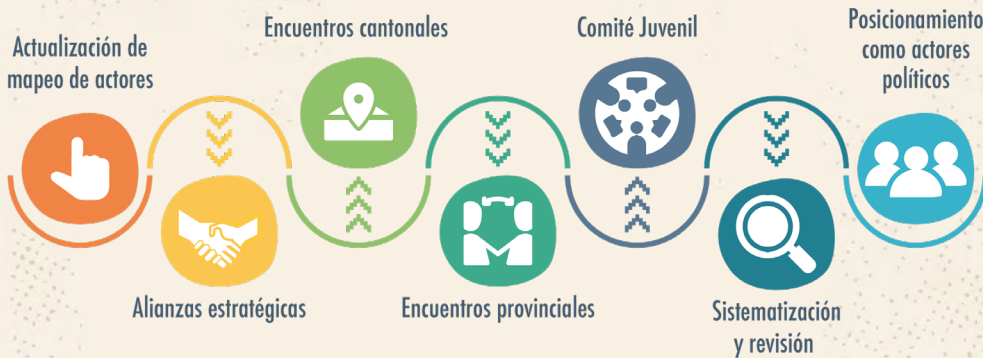 Actualización de
mapeo de actores
Alianzas estratégicas
Encuentros cantonales
Encuentros provinciales
Comité Juvenil
Sistematización
y revisión
Posicionamiento
como actores
políticos